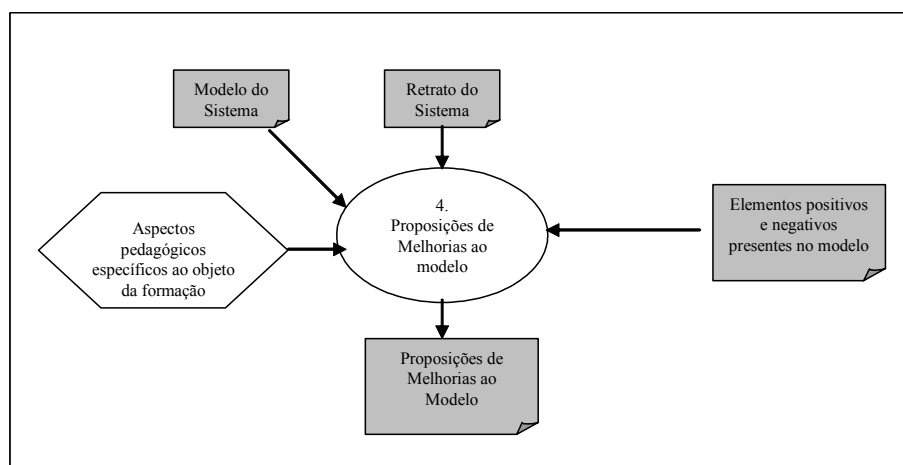 Modelo do
Sistema
Retrato do
Sistema
4.
Proposições de
Melhorias ao
modelo
Elementos positivos
e negativos
presentes no modelo
Aspectos
pedagógicos
específicos ao objeto
da formação
Proposições de
Melhorias ao
Modelo